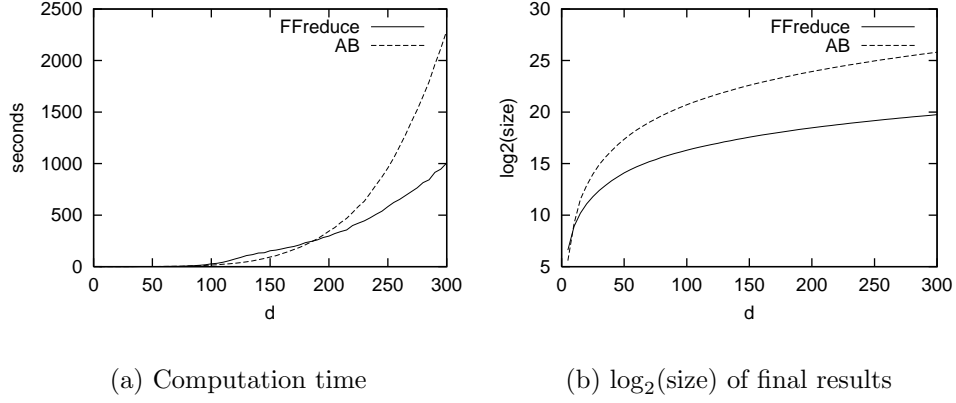 2500
2000
1500
1000
500
0
seconds
0 50 100 150 200 250 300
d
FFreduce
AB
(a) Computation time
30
25
20
15
10
5
log2(size)
0 50 100 150 200 250 300
d
FFreduce
AB
(b) log₂(size) of final results